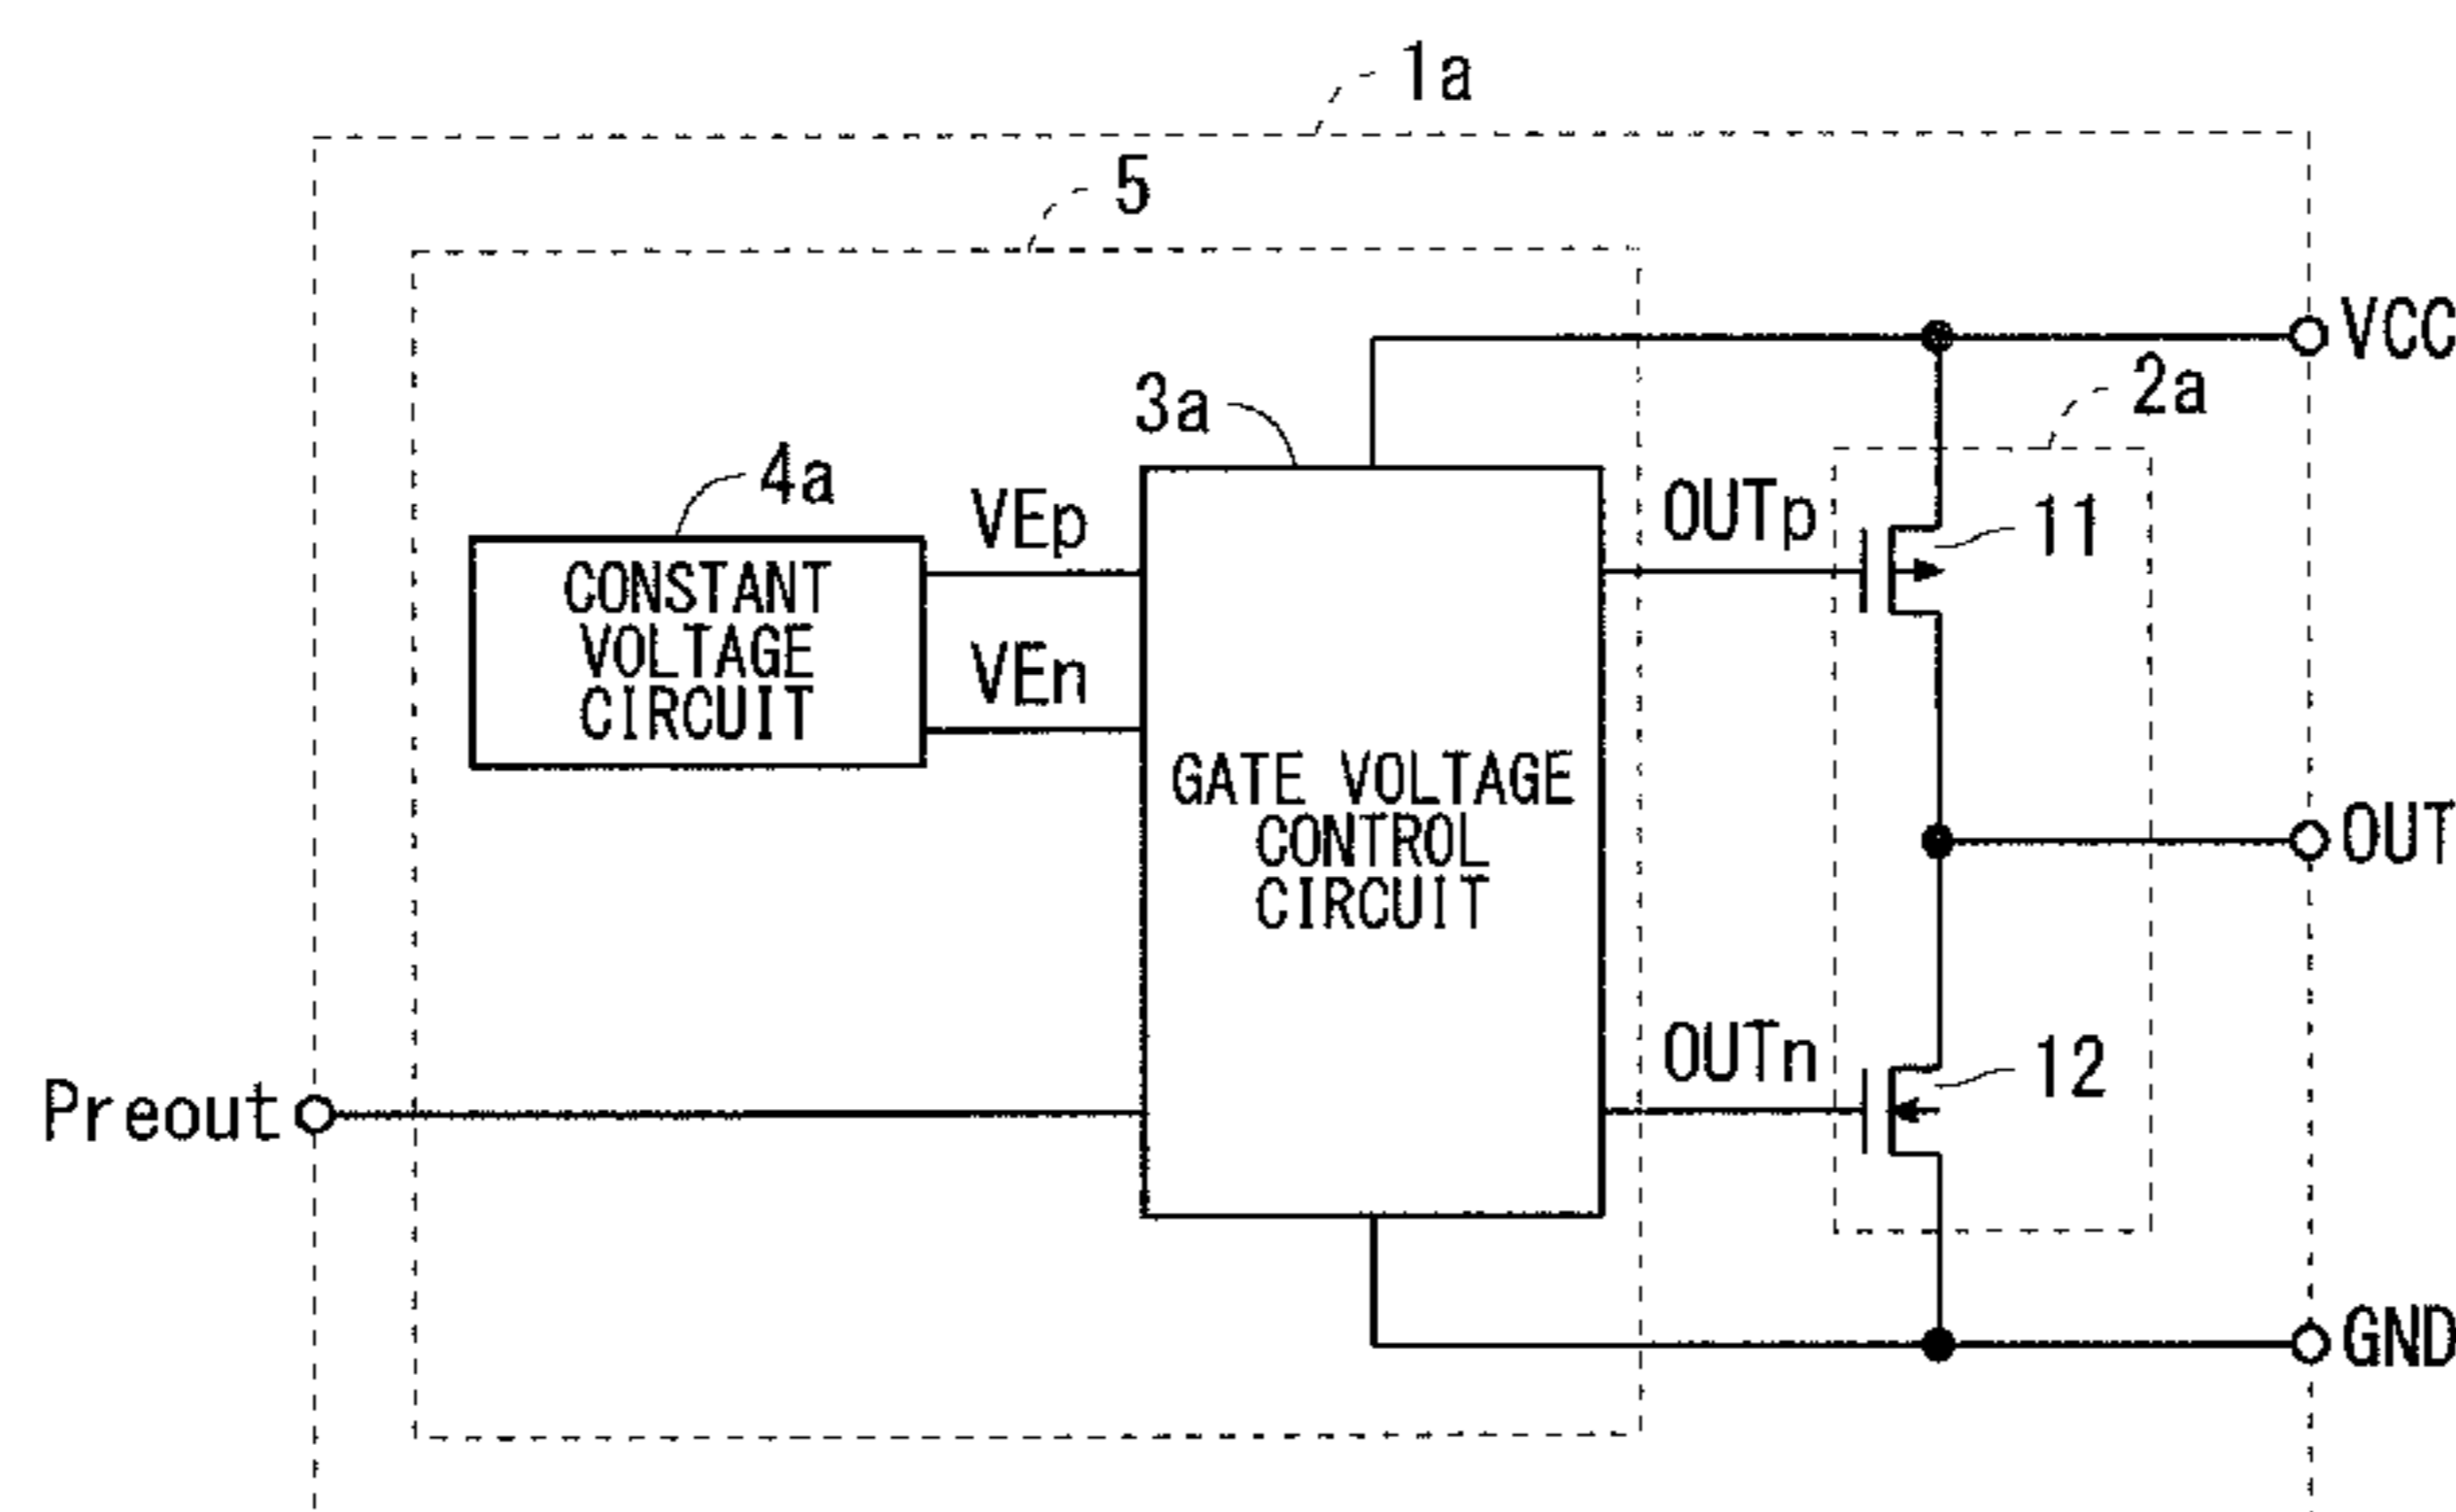 1a
5
VCC
2a
3a
4a
VEp
OUTp
11
CONSTANT
VOLTAGE
CIRCUIT
VEn
GATE VOLTAGE
CONTROL
CIRCUIT
OUT
OUTn
12
Preout
GND